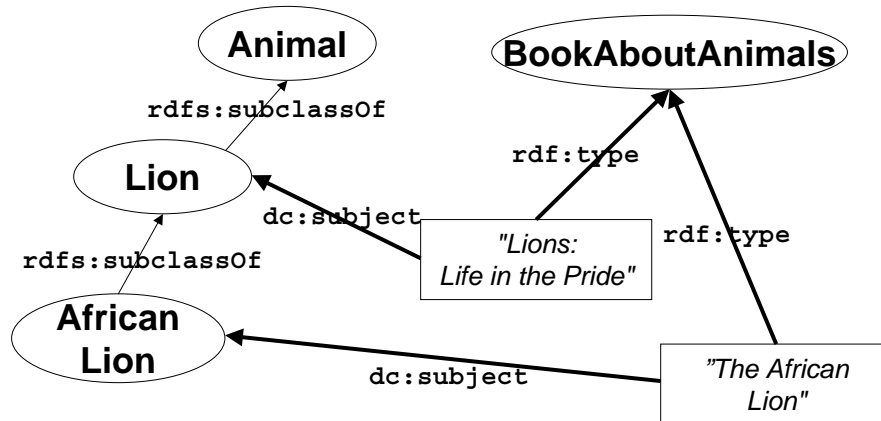 Animal
BookAboutAnimals
rdfs:subclassOf
rdf:type
Lion
dc:subject
"Lions:
Life in the Pride"
rdf:type
rdfs:subclassOf
African
Lion
dc:subject
”The African
Lion"